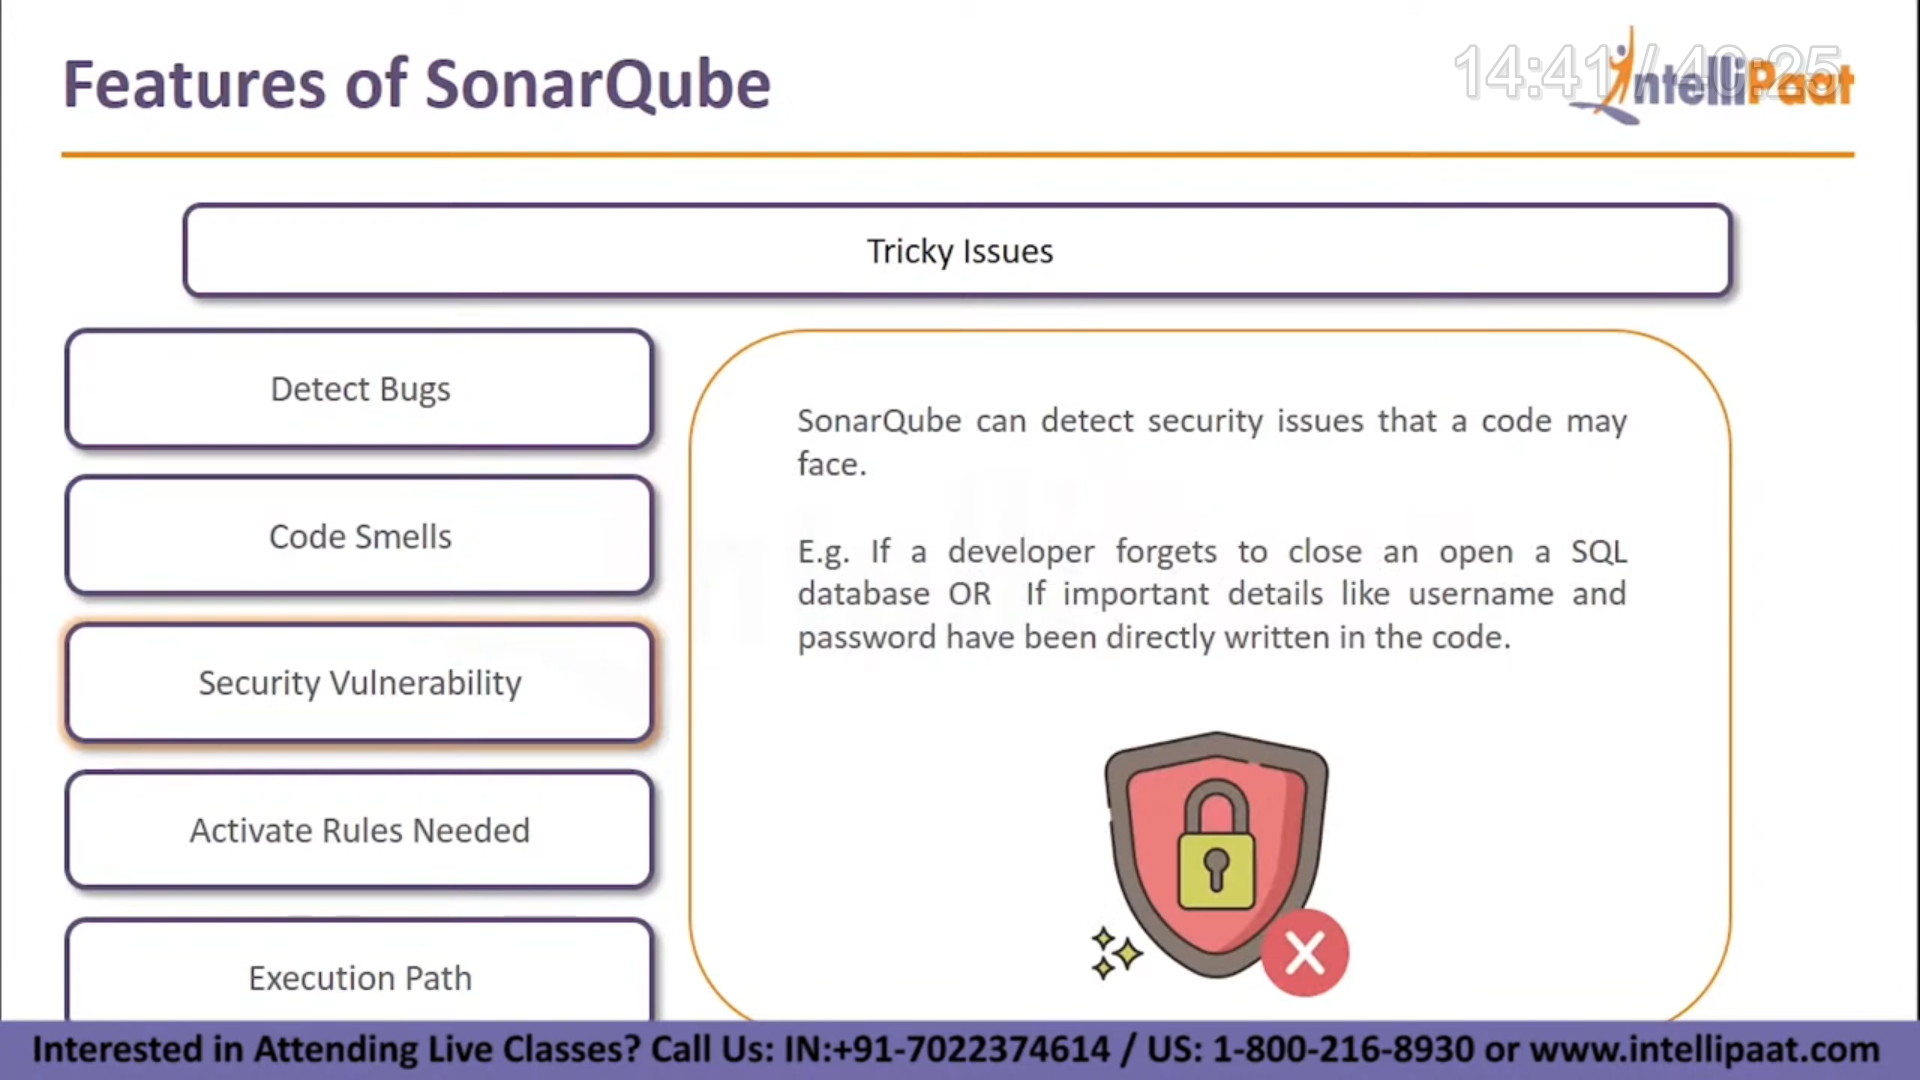 Features of SonarQube
14:41 / 40:25
IntelliPaat
Tricky Issues
Detect Bugs
Code Smells
Security Vulnerability
Activate Rules Needed
Execution Path
SonarQube can detect security issues that a code may
face.
E.g. If a developer forgets to close an open a SQL
database OR If important details like username and
password have been directly written in the code.
Interested in Attending Live Classes? Call Us: IN:+91-7022374614 / US: 1-800-216-8930 or www.intellipaat.com